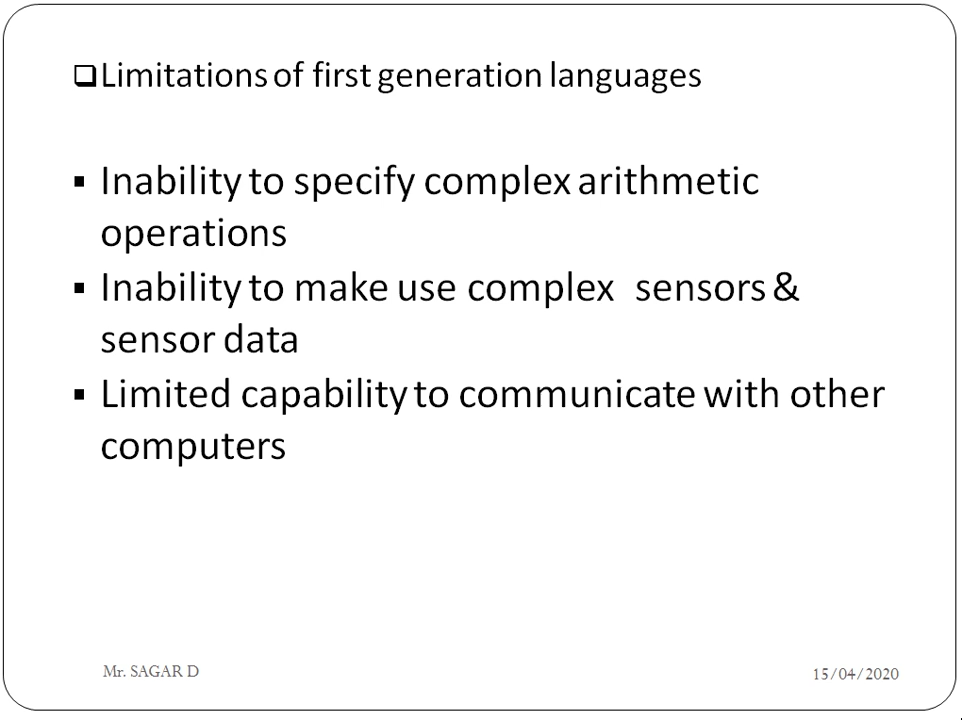 ❑Limitations of first generation languages
▪ Inability to specify complex arithmetic
operations
▪ Inability to make use complex  sensors &
sensor data
▪ Limited capability to communicate with other
computers
Mr. SAGAR D
15/04/2020